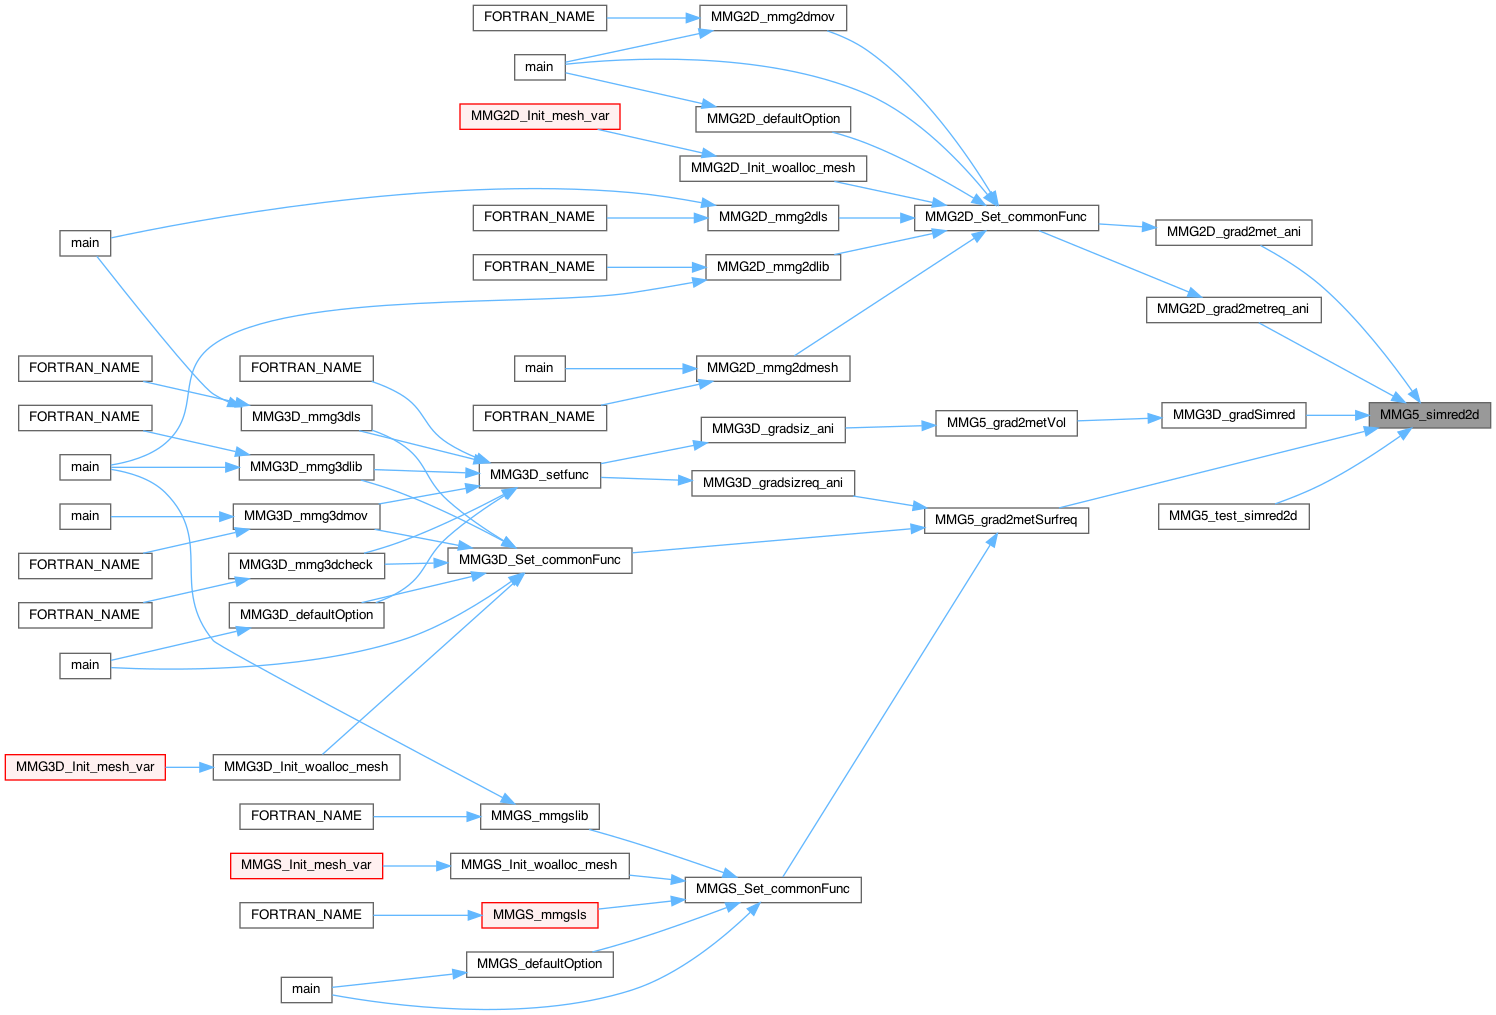 FORTRAN_NAME
MMG2D_mmg2dmov
main
MMG2D_Init_mesh_var
MMG2D_defaultOption
MMG2D_Init_woalloc_mesh
FORTRAN_NAME
MMG2D_mmg2dls
MMG2D_Set_commonFunc
MMG2D_grad2met_ani
main
FORTRAN_NAME
MMG2D_mmg2dlib
MMG2D_grad2metreq_ani
FORTRAN_NAME
FORTRAN_NAME
main
MMG2D_mmg2dmesh
FORTRAN_NAME
MMG3D_mmg3dls
FORTRAN_NAME
MMG3D_gradsiz_ani
MMG5_grad2metVol
MMG3D_gradSimred
MMG5_simred2d
main
MMG3D_mmg3dlib
MMG3D_setfunc
MMG3D_gradsizreq_ani
main
MMG3D_mmg3dmov
MMG5_grad2metSurfreq
MMG5_test_simred2d
FORTRAN_NAME
MMG3D_mmg3dcheck
MMG3D_Set_commonFunc
FORTRAN_NAME
MMG3D_defaultOption
main
MMG3D_Init_mesh_var
MMG3D_Init_woalloc_mesh
FORTRAN_NAME
MMGS_mmgslib
MMGS_Init_mesh_var
MMGS_Init_woalloc_mesh
MMGS_Set_commonFunc
FORTRAN_NAME
MMGS_mmgsls
MMGS_defaultOption
main